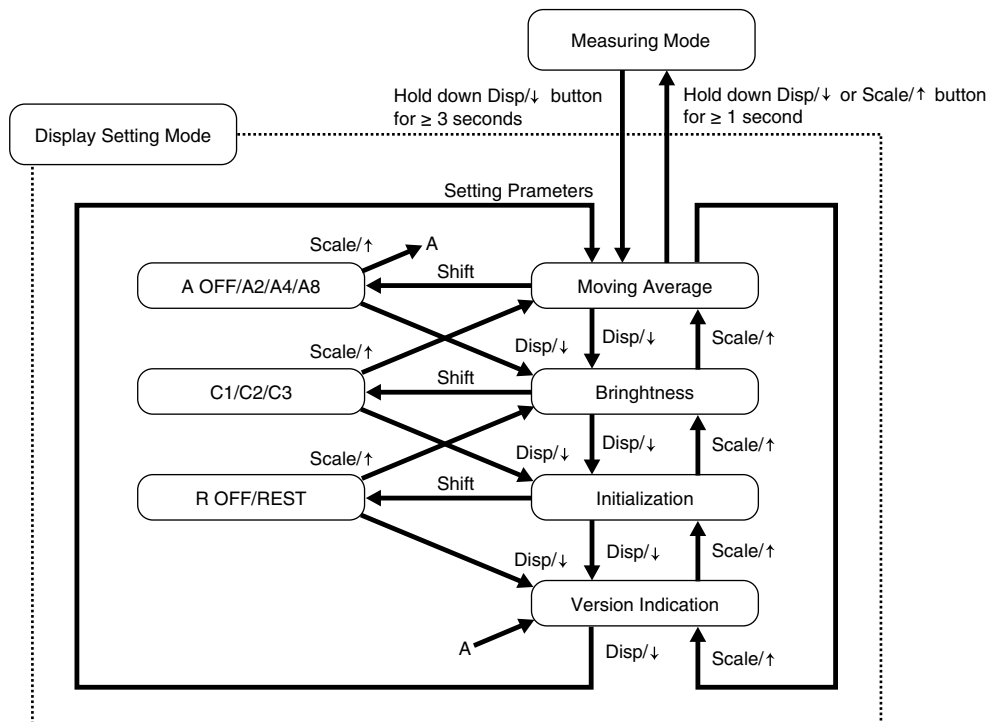 Measuring Mode
Hold down Disp/↓ button
for ≥ 3 seconds
Hold down Disp/↓ or Scale/↑ button
for ≥ 1 second
Display Setting Mode
Setting Prameters
Scale/↑
A
A OFF/A2/A4/A8
Shift
Moving Average
Scale/↑
Disp/↓
Disp/↓
Scale/↑
C1/C2/C3
Shift
Bringhtness
Scale/↑
Disp/↓
Disp/↓
Scale/↑
R OFF/REST
Shift
Initialization
Disp/↓
Disp/↓
Scale/↑
Version Indication
A
Disp/↓
Scale/↑